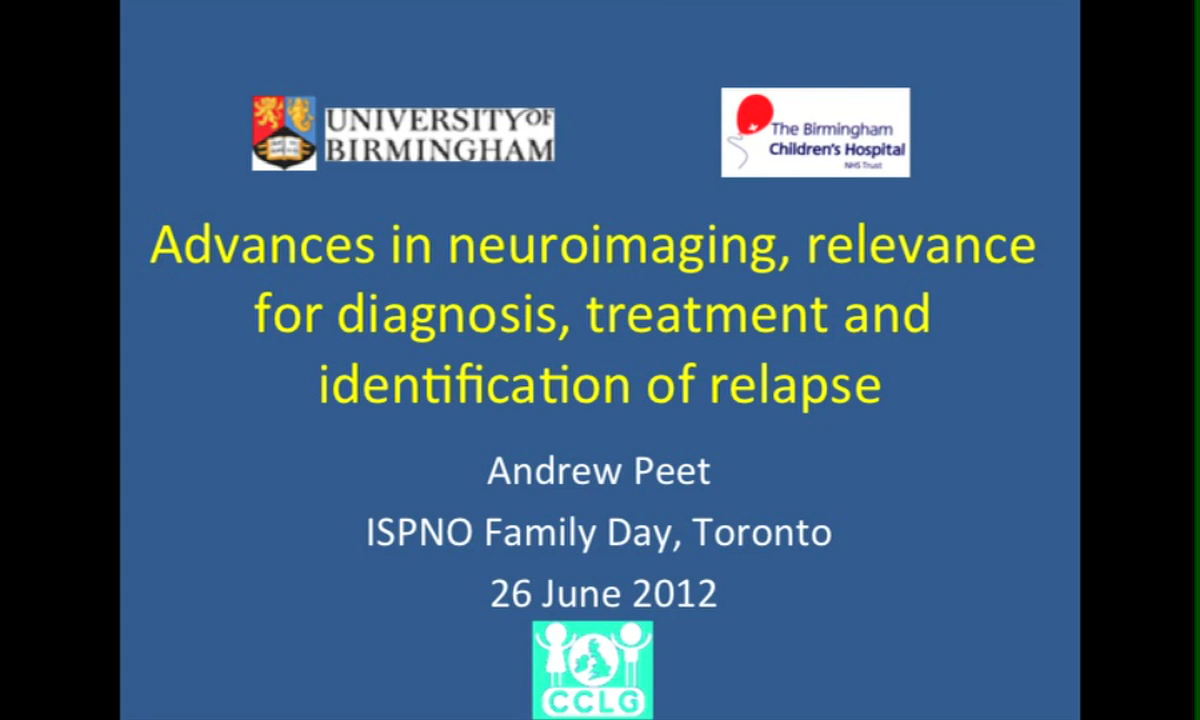 UNIVERSITY OF
BIRMINGHAM
The Birmingham
Children's Hospital
NHS Trust
Advances in neuroimaging, relevance
for diagnosis, treatment and
identification of relapse
Andrew Peet
ISPNO Family Day, Toronto
26 June 2012
CCLG